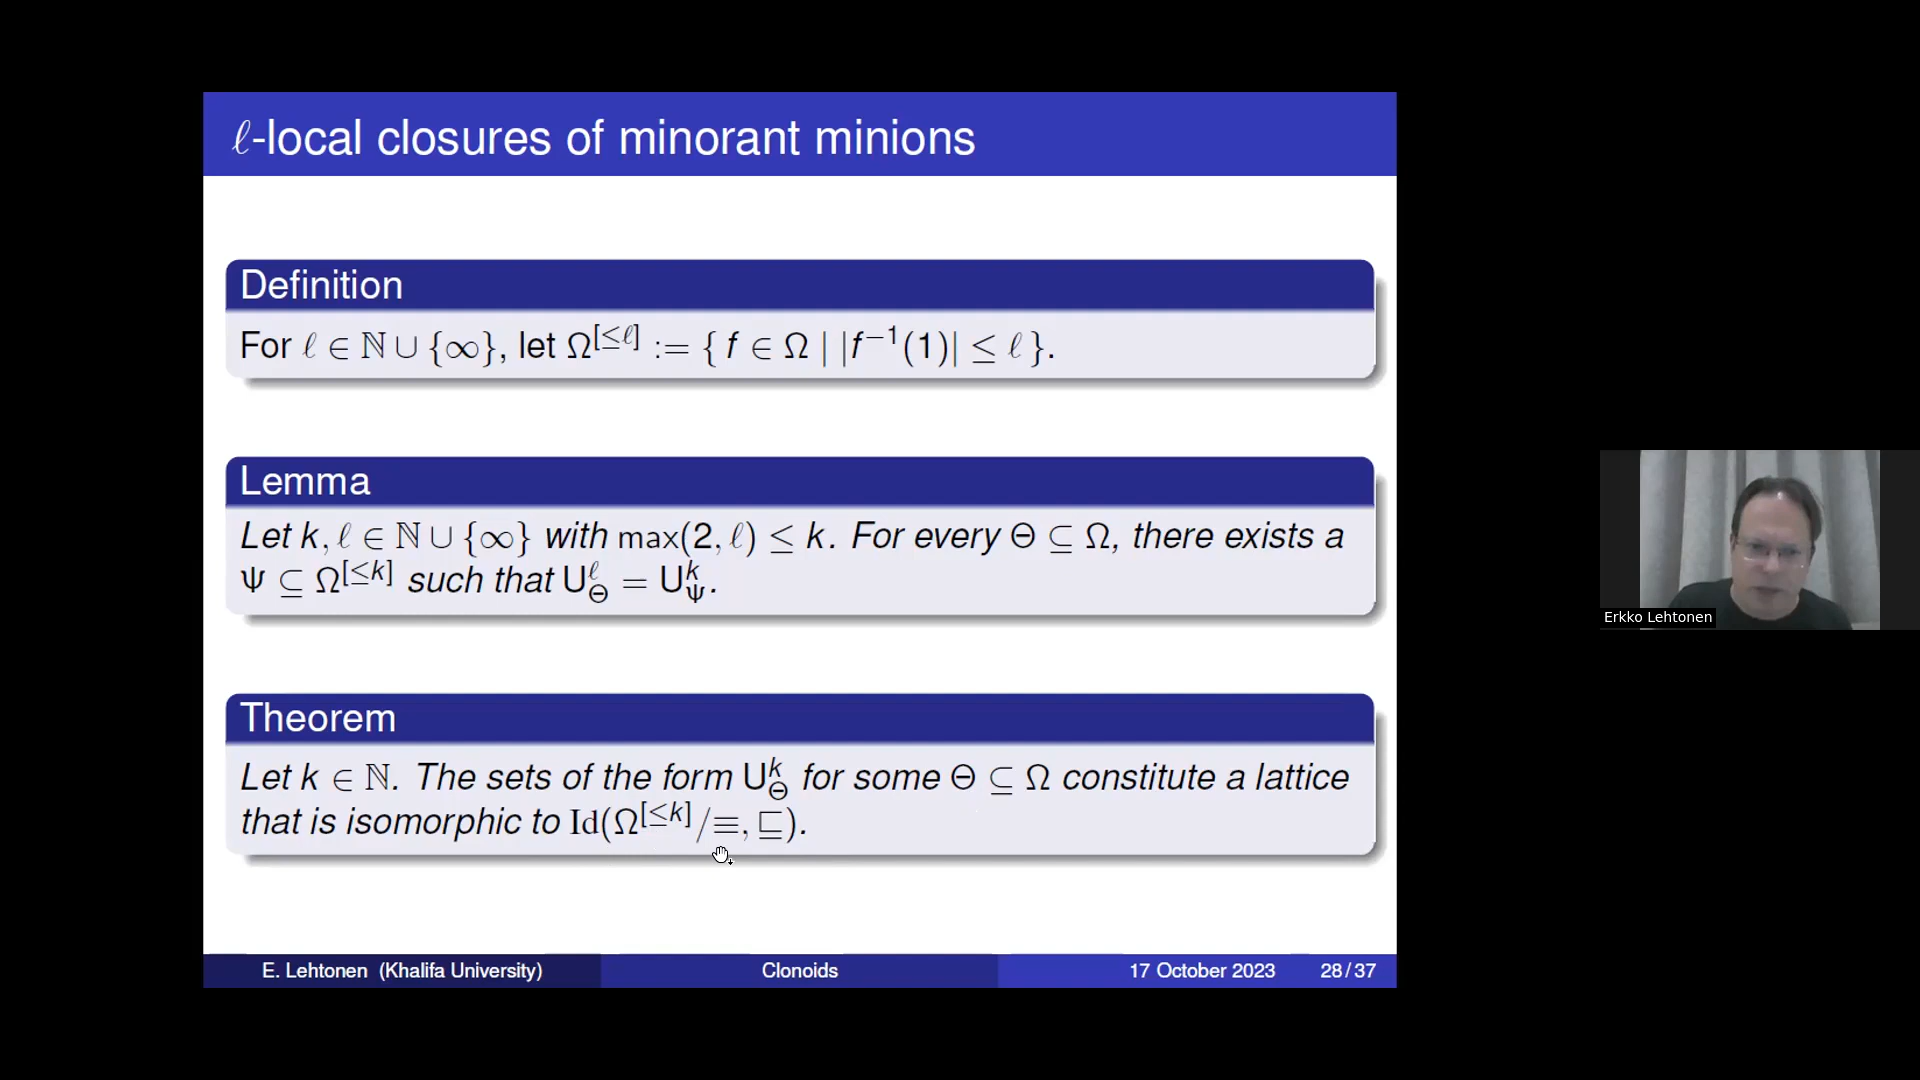 ℓ-local closures of minorant minions
Definition
For ℓ ∈ ℕ ∪ {∞}, let Ω^{[≤ℓ]} := { f ∈ Ω | |f^{−1}(1)| ≤ ℓ }.
Lemma
Let k, ℓ ∈ ℕ ∪ {∞} with max(2, ℓ) ≤ k. For every Θ ⊆ Ω, there exists a
Ψ ⊆ Ω^{[≤k]} such that U^ℓ_Θ = U^k_Ψ.
Theorem
Let k ∈ ℕ. The sets of the form U^k_Θ for some Θ ⊆ Ω constitute a lattice
that is isomorphic to Id(Ω^{[≤k]}/≡, ⊑).
E. Lehtonen (Khalifa University) Clonoids 17 October 2023 28 / 37
Erkko Lehtonen